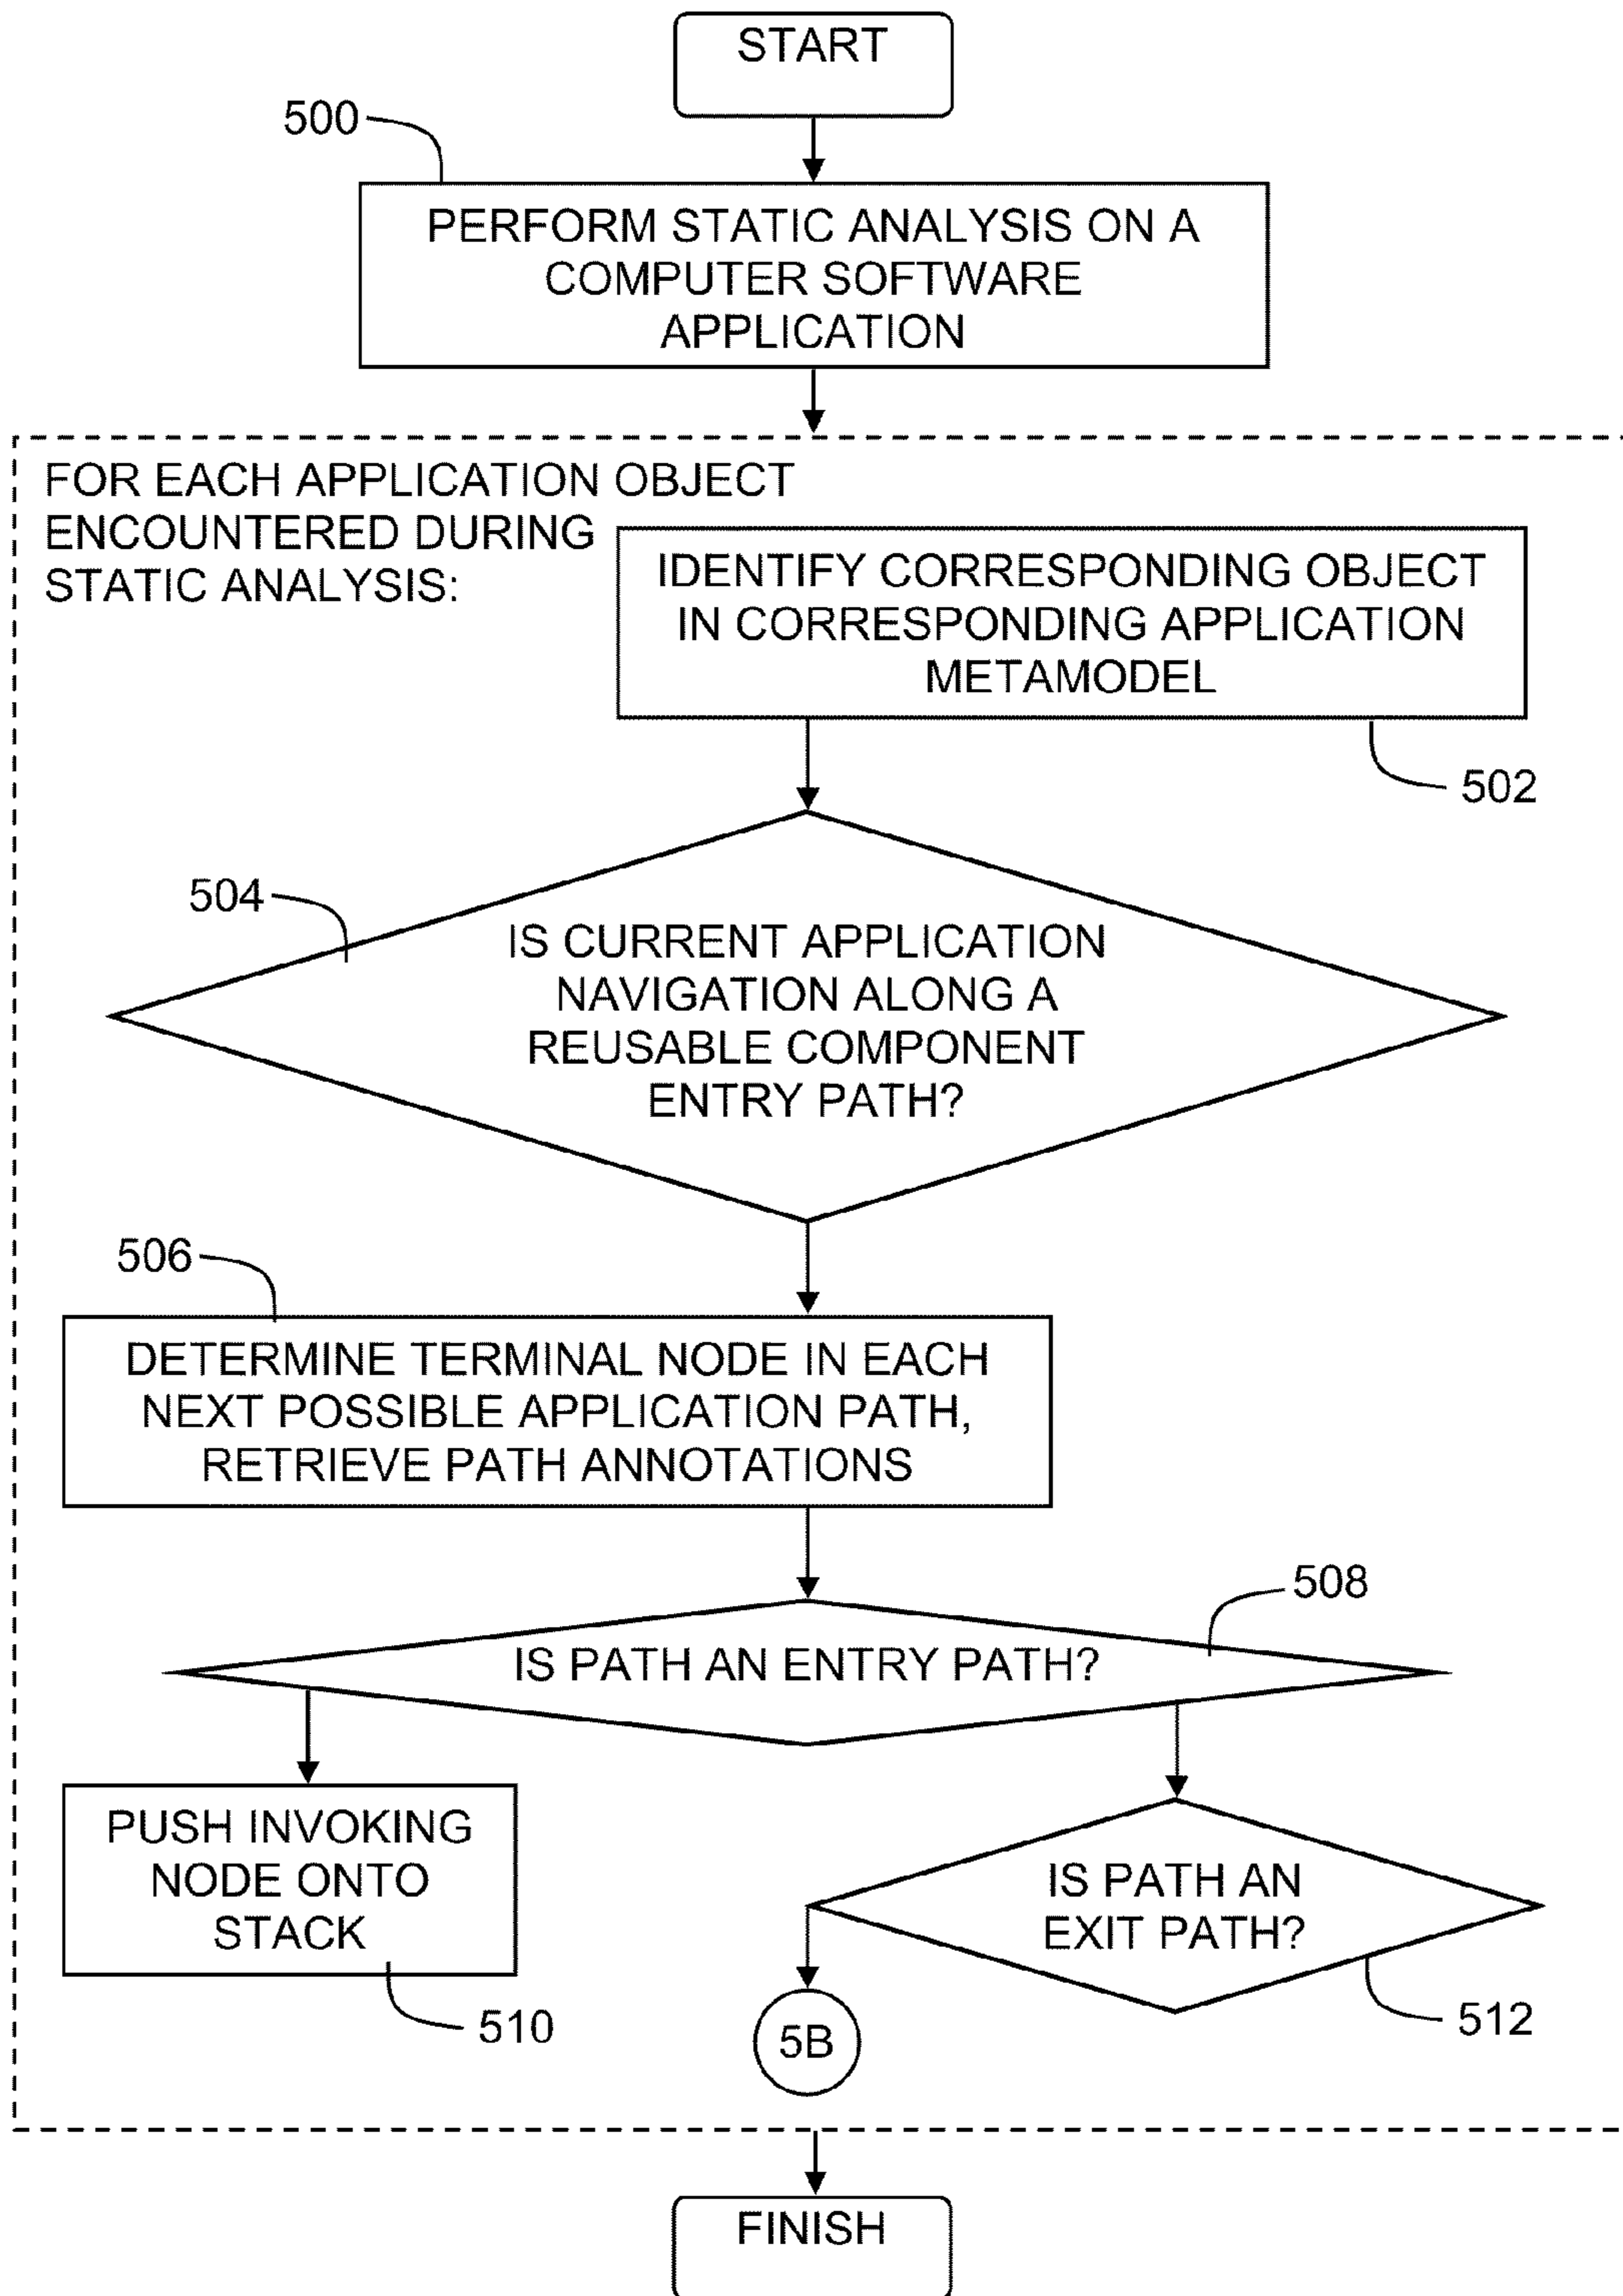 START
500
PERFORM STATIC ANALYSIS ON A
COMPUTER SOFTWARE
APPLICATION
FOR EACH APPLICATION OBJECT
ENCOUNTERED DURING
STATIC ANALYSIS:
IDENTIFY CORRESPONDING OBJECT
IN CORRESPONDING APPLICATION
METAMODEL
502
504
IS CURRENT APPLICATION
NAVIGATION ALONG A
REUSABLE COMPONENT
ENTRY PATH?
506
DETERMINE TERMINAL NODE IN EACH
NEXT POSSIBLE APPLICATION PATH,
RETRIEVE PATH ANNOTATIONS
508
IS PATH AN ENTRY PATH?
PUSH INVOKING
NODE ONTO
STACK
510
IS PATH AN
EXIT PATH?
512
5B
FINISH